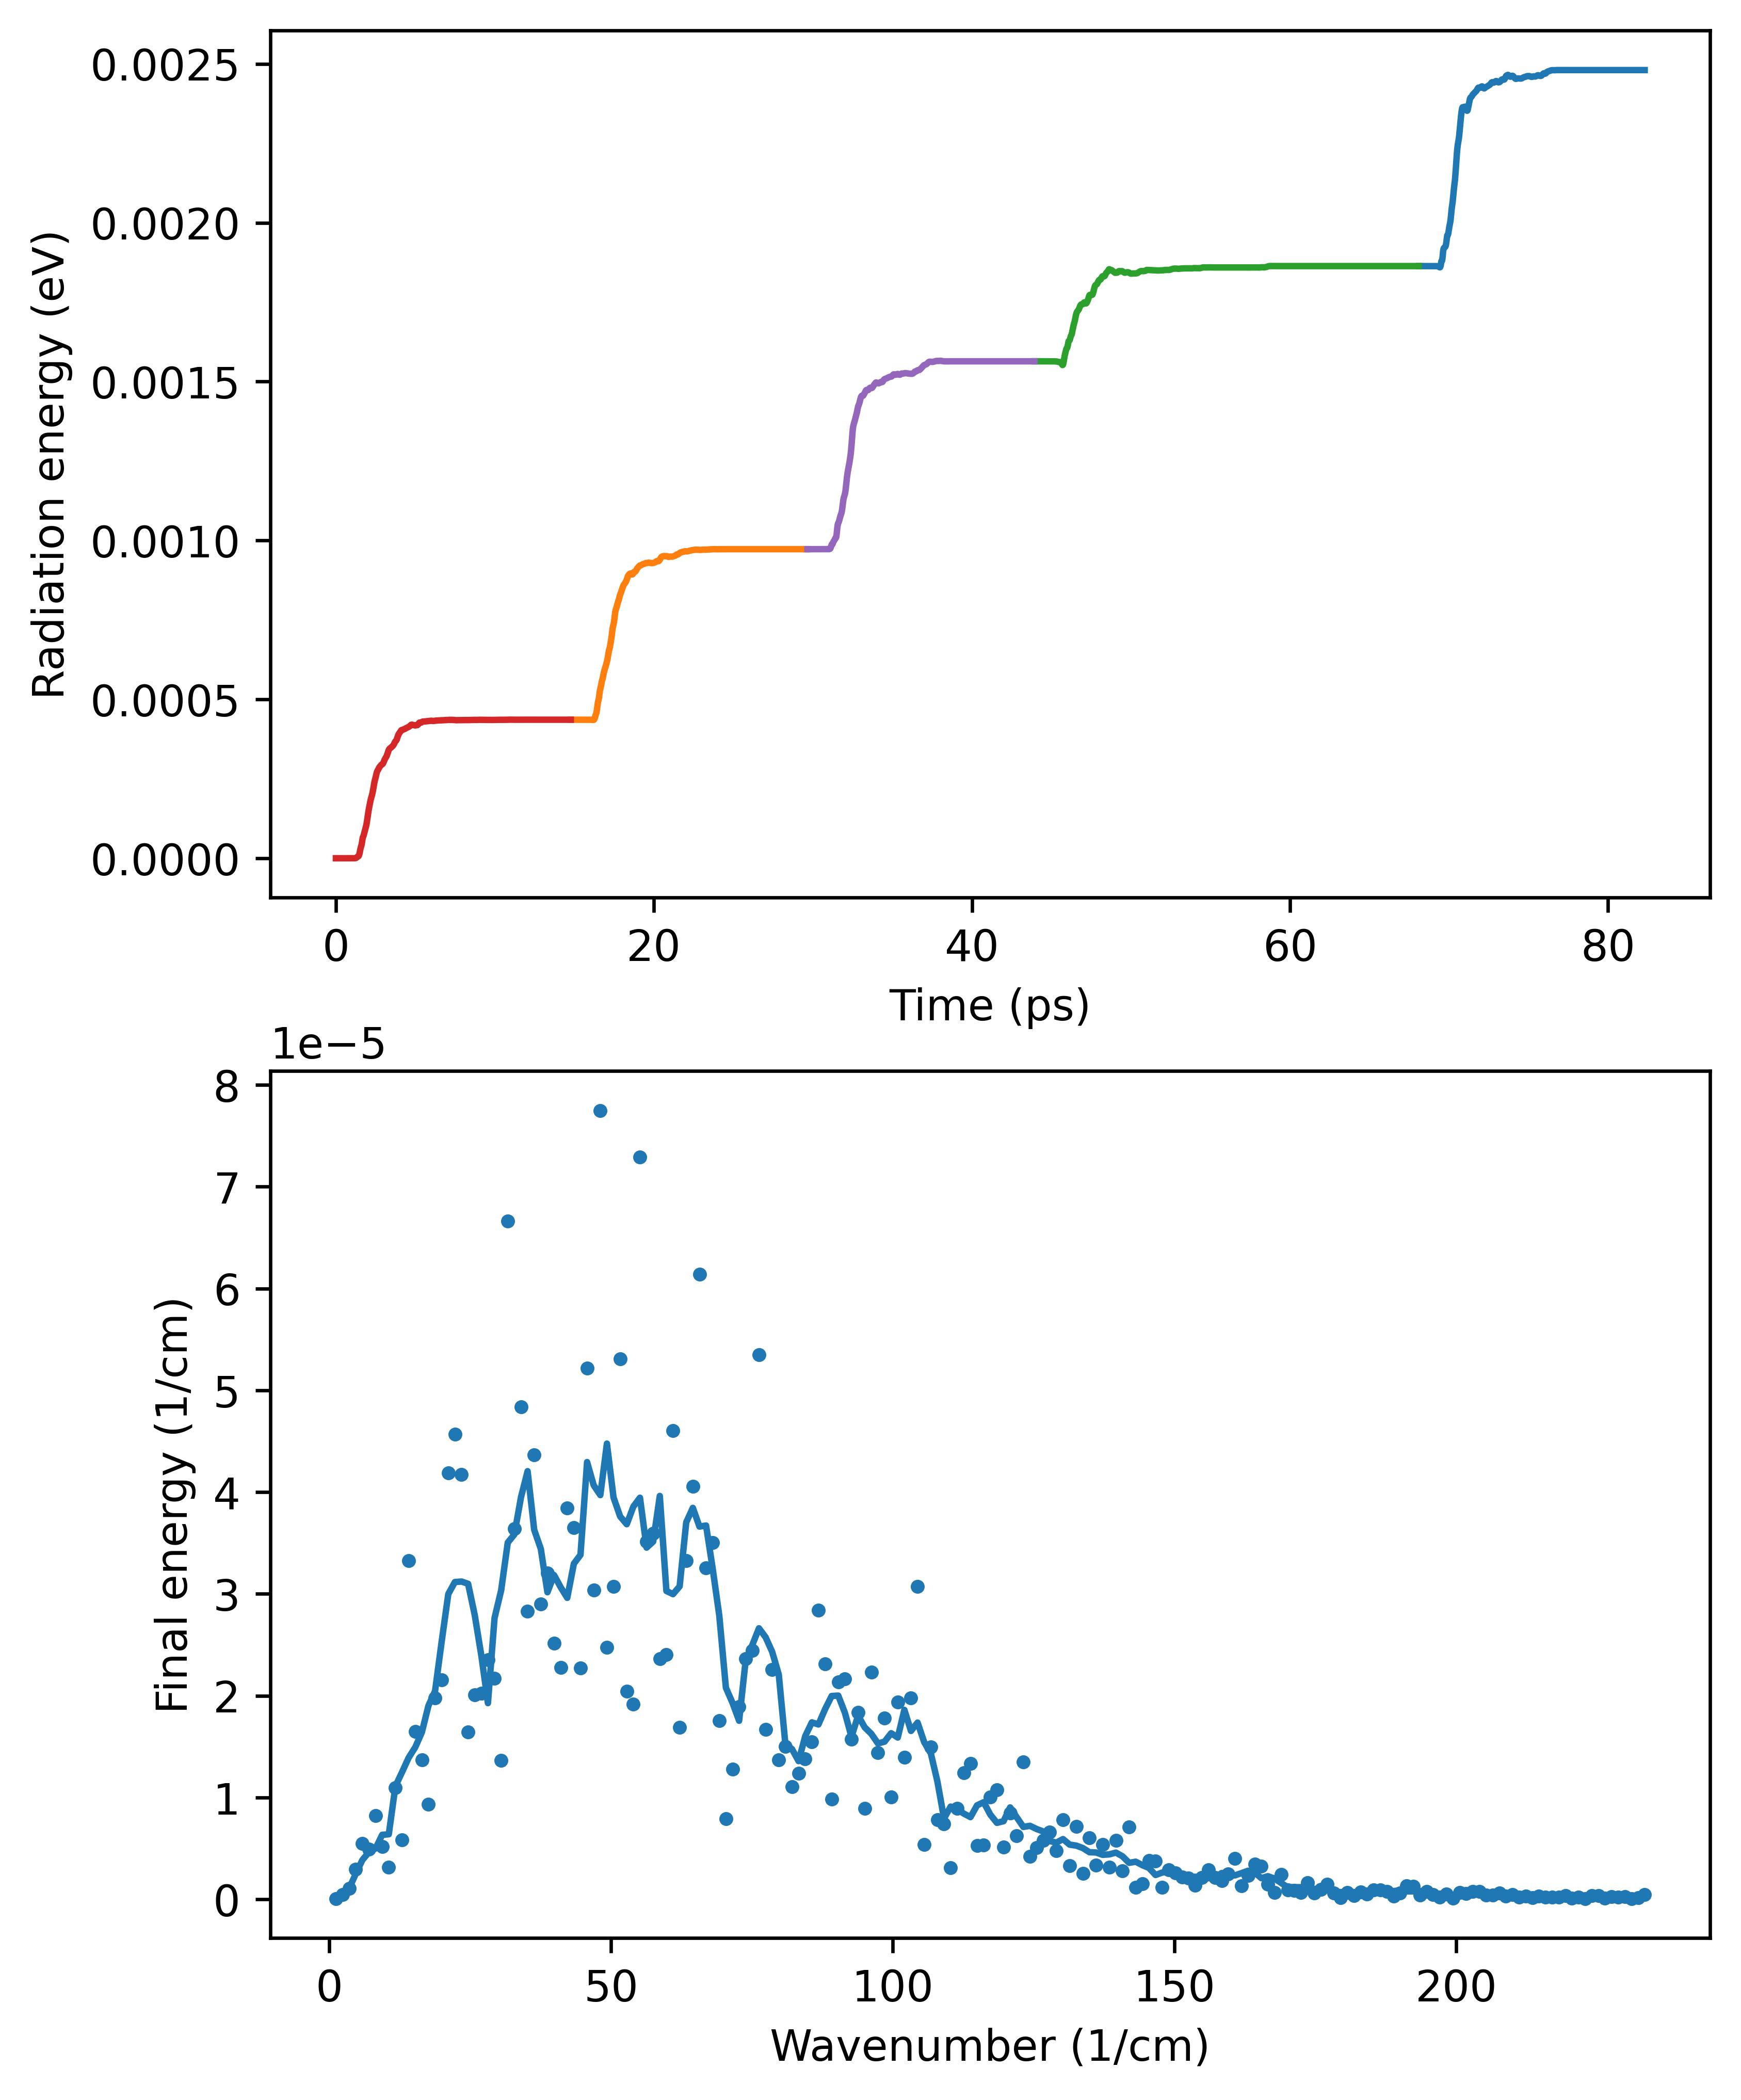 0.0025
0.0020
0.0015
0.0010
0.0005
0.0000
Radiation energy (eV)
0 20 40 60 80
Time (ps)
1e−5
8
7
6
5
4
3
2
1
0
Final energy (1/cm)
0 50 100 150 200
Wavenumber (1/cm)